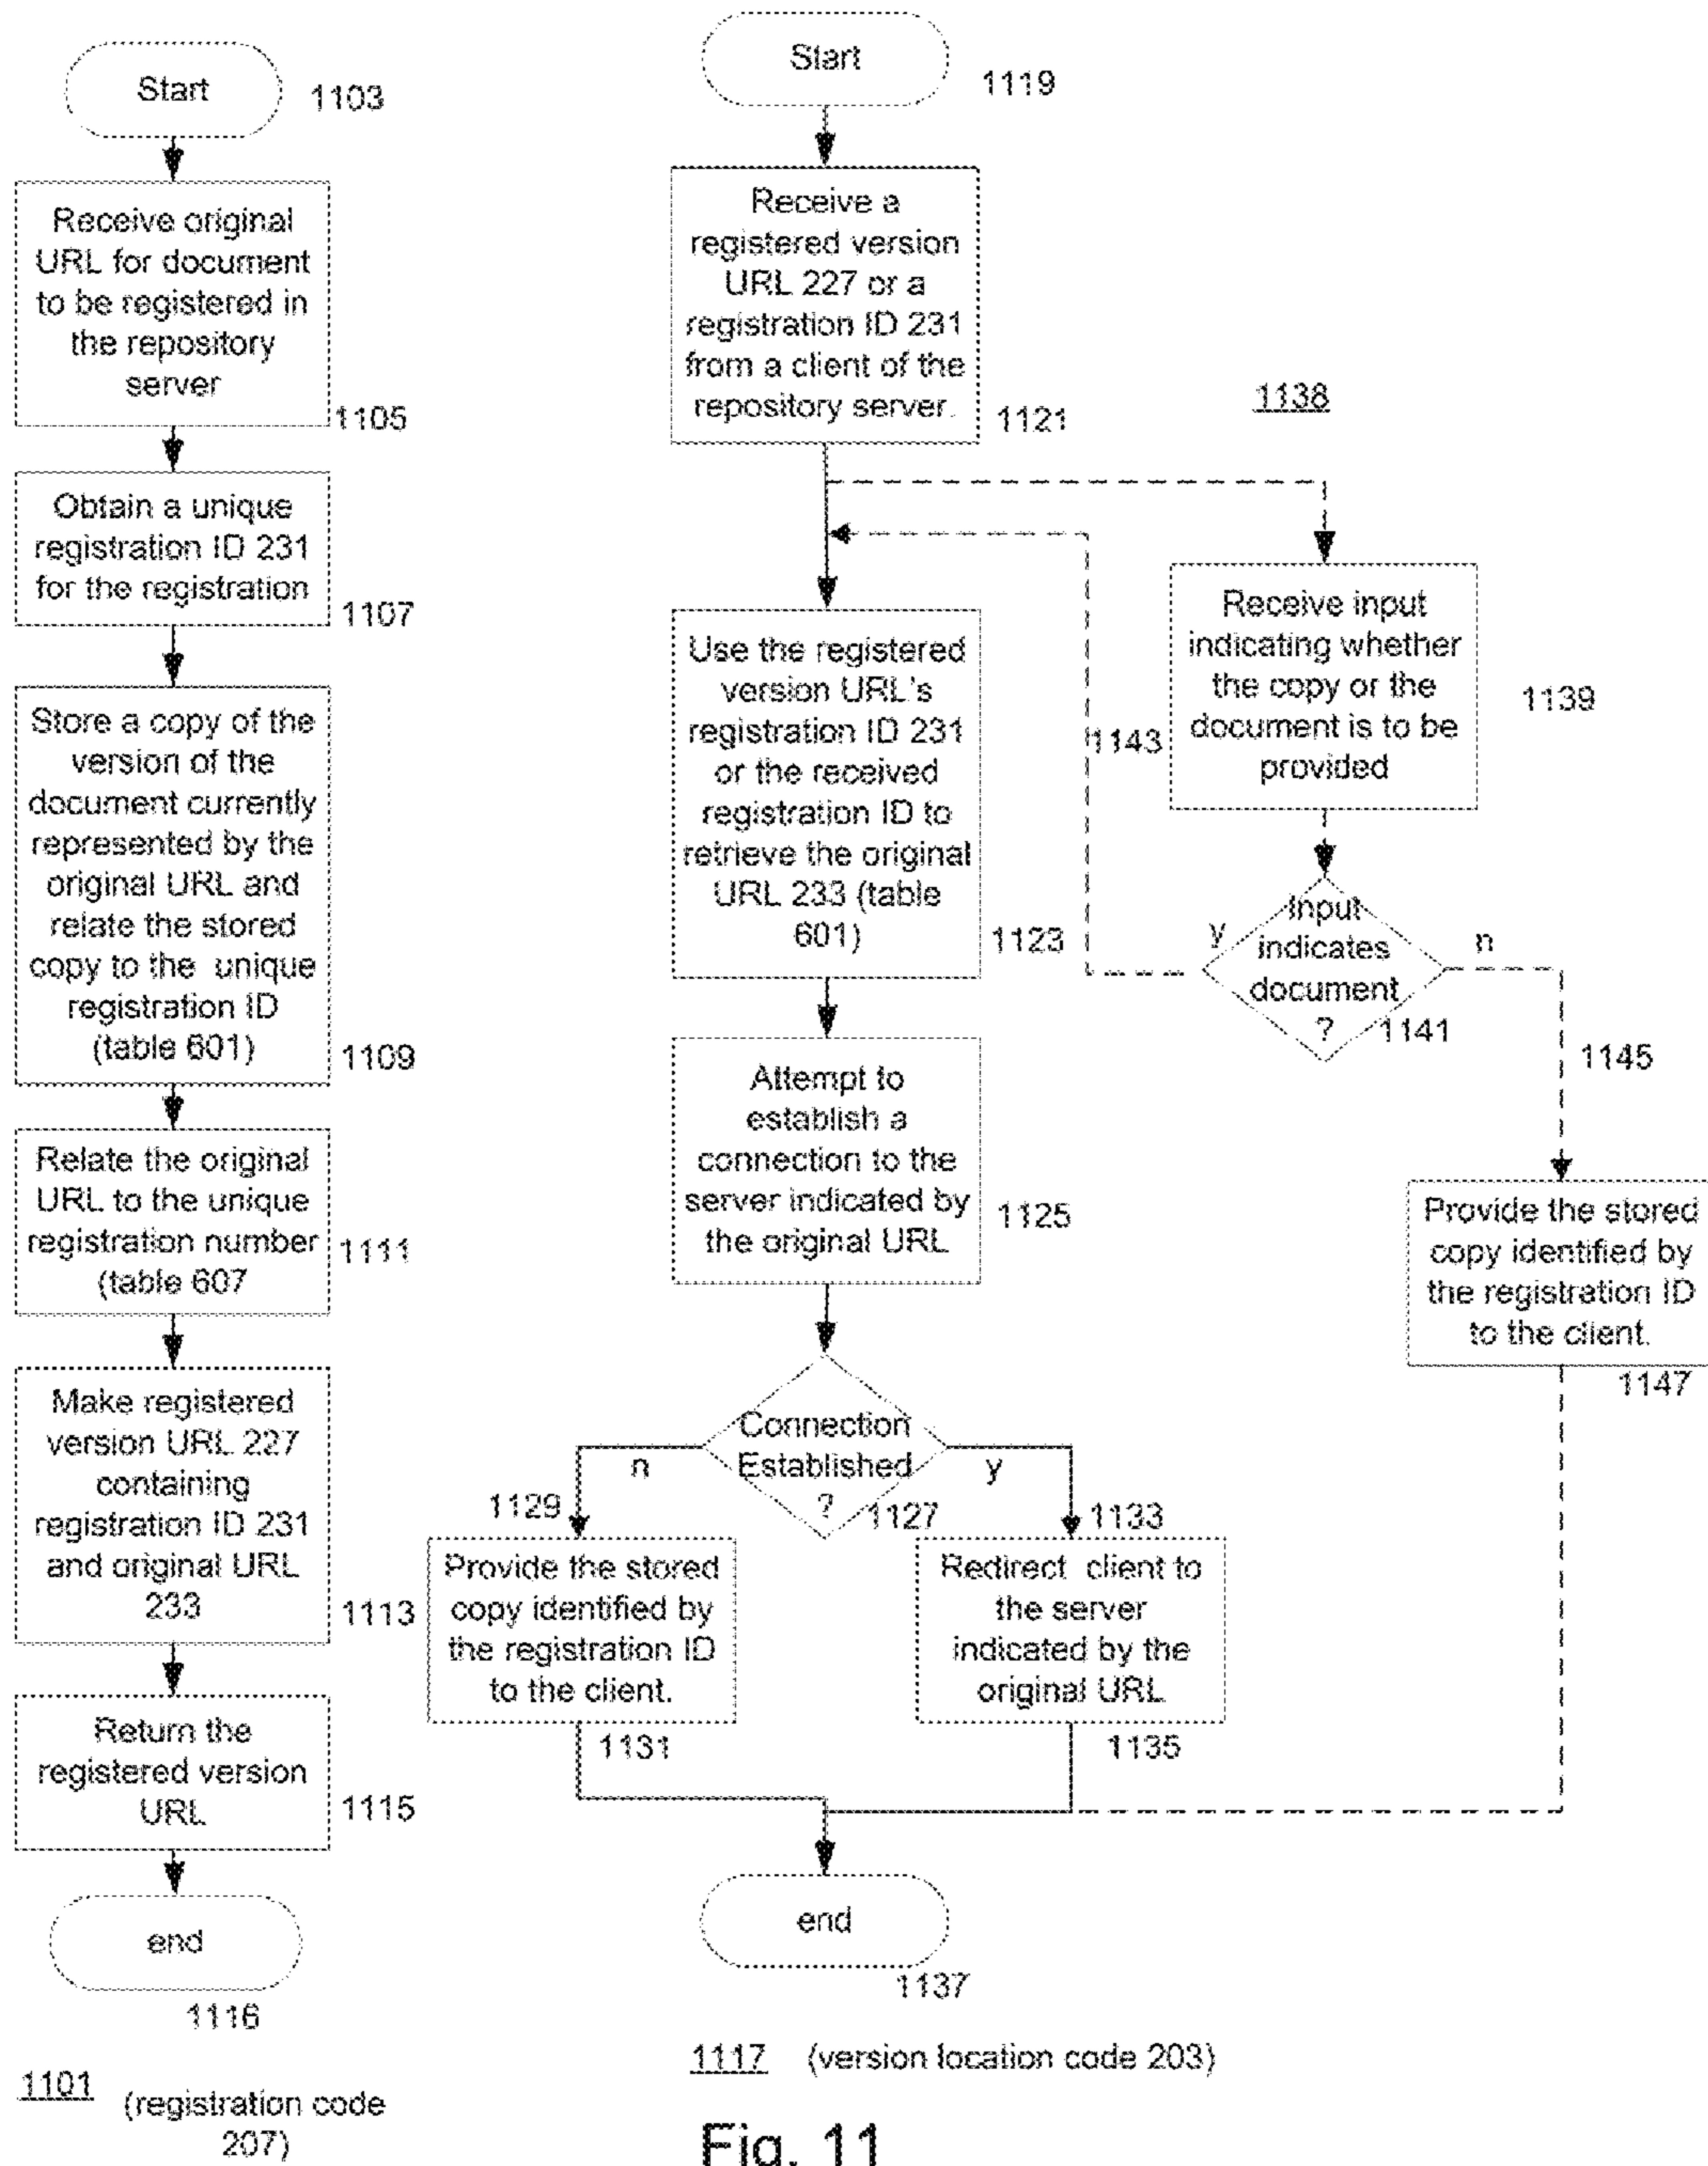 Start
1103
Receive original
URL for document
to be registered in
the repository
server
1105
Obtain a unique
registration ID 231
for the registration
1107
Store a copy of the
version of the
document currently
represented by the
original URL and
relate the stored
copy to the unique
registration ID
(table 601)
1109
Relate the original
URL to the unique
registration number
(table 607
1111
Make registered
version URL 227
containing
registration ID 231
and original URL
233
1113
Return the
registered version
URL
1115
end
1116
1101
(registration code
207)
Start
1119
Receive a
registered version
URL 227 or a
registration ID 231
from a client of the
repository server.
1121
1138
Use the registered
version URL's
registration ID 231
or the received
registration ID to
retrieve the original
URL 233 (table
601)
1123
1143
Receive input
indicating whether
the copy or the
document is to be
provided
1139
y
Input
indicates
document
?
1141
n
1145
Attempt to
establish a
connection to the
server indicated by
the original URL
1125
Provide the stored
copy identified by
the registration ID
to the client.
1147
n
Connection
Established
?
1127
y
1129
1133
Provide the stored
copy identified by
the registration ID
to the client.
1131
Redirect client to
the server
indicated by the
original URL
1135
end
1137
1117 (version location code 203)
Fig. 11